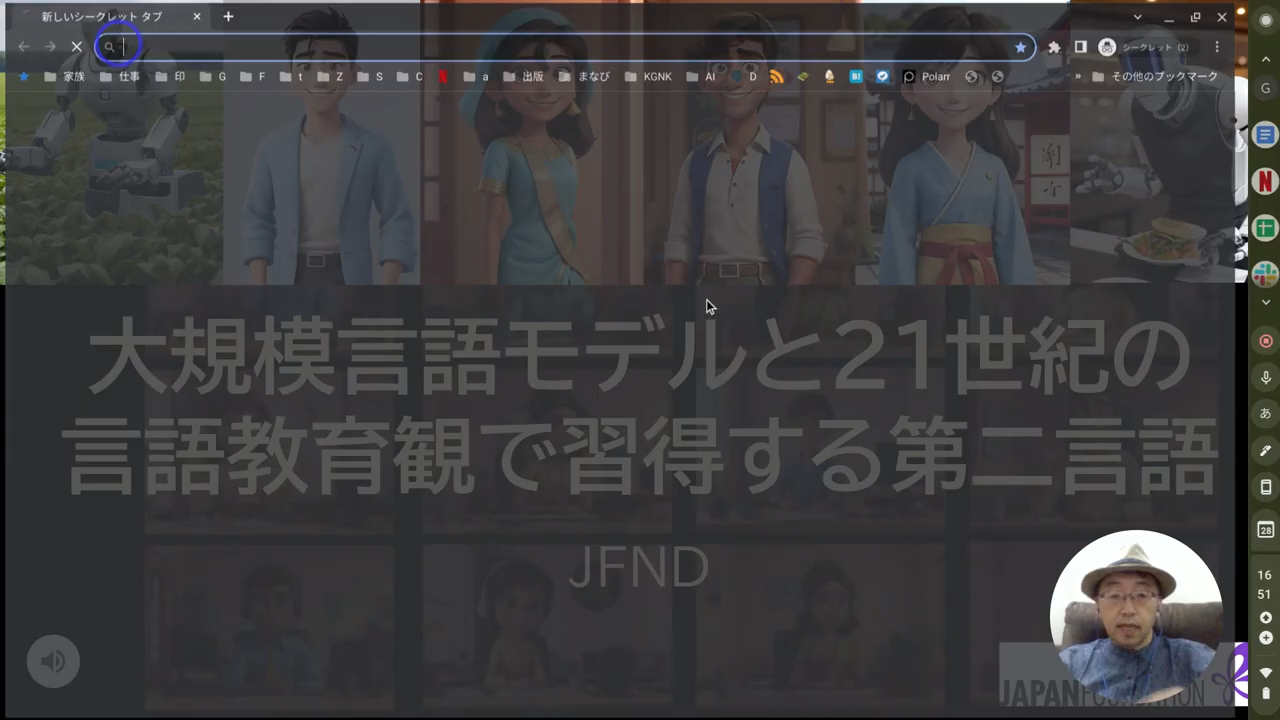 新しいシークレット タブ
シークレット (2)
家族 仕事 印 G F t Z S C a 出版 まなび KGNK AI D B! Polarr » その他のブックマーク
G
大規模言語モデルと21世紀の
言語教育観で習得する第二言語
JFND
あ
28
16
51
JAPANFOUNDATION